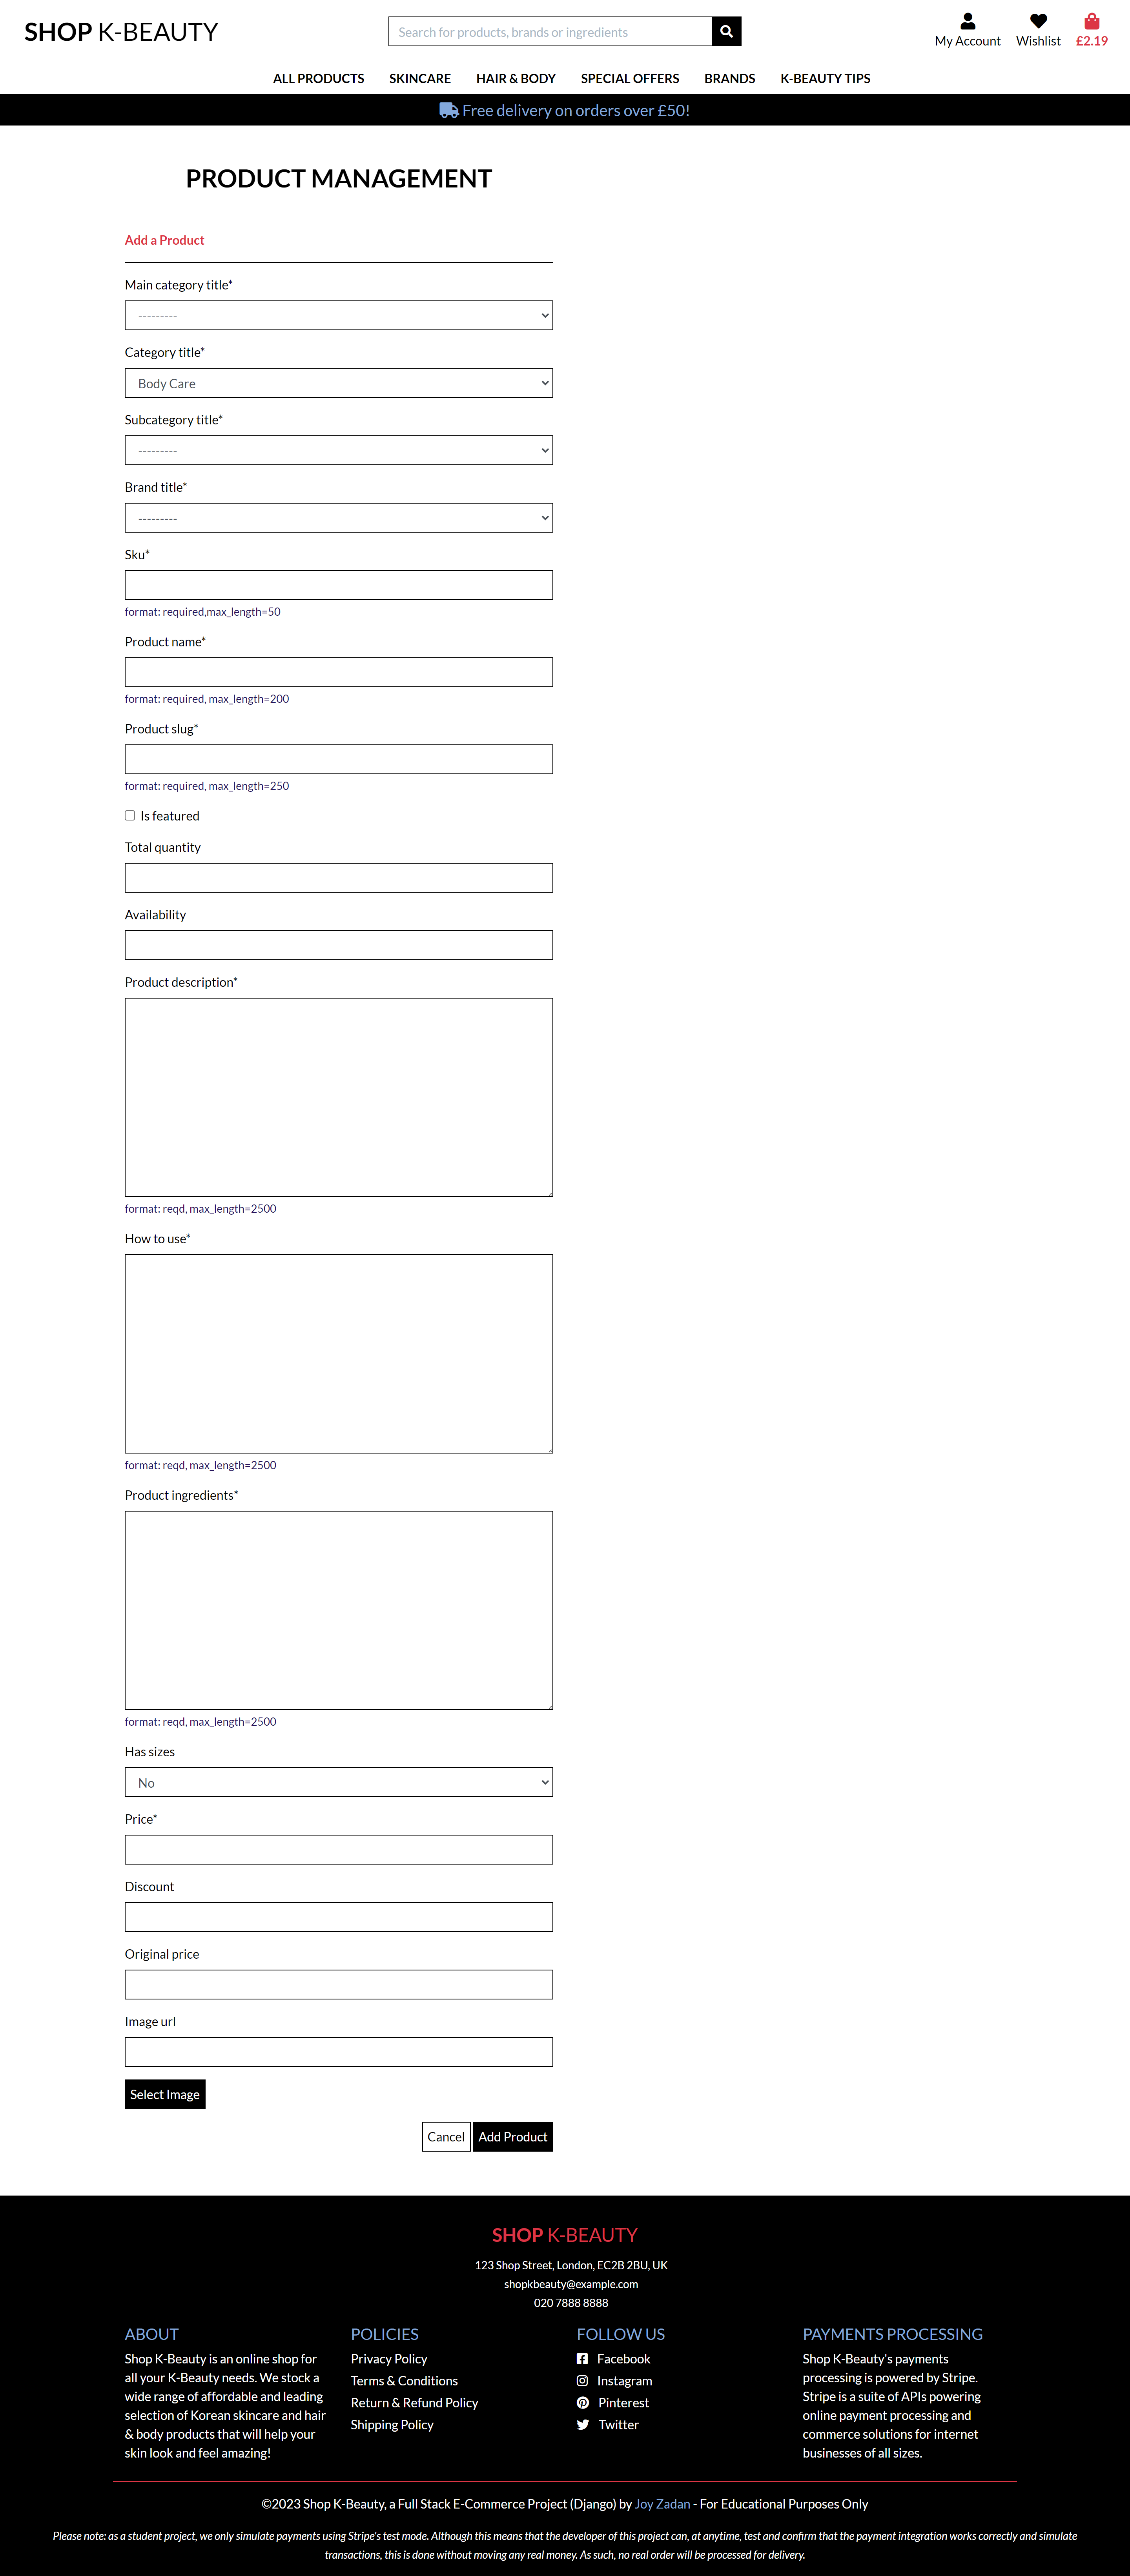 SHOP K-BEAUTY
Search for products, brands or ingredients
My Account
Wishlist
£2.19
ALL PRODUCTS
SKINCARE
HAIR & BODY
SPECIAL OFFERS
BRANDS
K-BEAUTY TIPS
Free delivery on orders over £50!
PRODUCT MANAGEMENT
Add a Product
Main category title*
---------
Category title*
Body Care
Subcategory title*
---------
Brand title*
---------
Sku*
format: required,max_length=50
Product name*
format: required, max_length=200
Product slug*
format: required, max_length=250
Is featured
Total quantity
Availability
Product description*
format: reqd, max_length=2500
How to use*
format: reqd, max_length=2500
Product ingredients*
format: reqd, max_length=2500
Has sizes
No
Price*
Discount
Original price
Image url
Select Image
Cancel
Add Product
SHOP K-BEAUTY
123 Shop Street, London, EC2B 2BU, UK
shopkbeauty@example.com
020 7888 8888
ABOUT
Shop K-Beauty is an online shop for
all your K-Beauty needs. We stock a
wide range of affordable and leading
selection of Korean skincare and hair
& body products that will help your
skin look and feel amazing!
POLICIES
Privacy Policy
Terms & Conditions
Return & Refund Policy
Shipping Policy
FOLLOW US
Facebook
Instagram
Pinterest
Twitter
PAYMENTS PROCESSING
Shop K-Beauty's payments
processing is powered by Stripe.
Stripe is a suite of APIs powering
online payment processing and
commerce solutions for internet
businesses of all sizes.
©2023 Shop K-Beauty, a Full Stack E-Commerce Project (Django) by Joy Zadan - For Educational Purposes Only
Please note: as a student project, we only simulate payments using Stripe's test mode. Although this means that the developer of this project can, at anytime, test and confirm that the payment integration works correctly and simulate
transactions, this is done without moving any real money. As such, no real order will be processed for delivery.